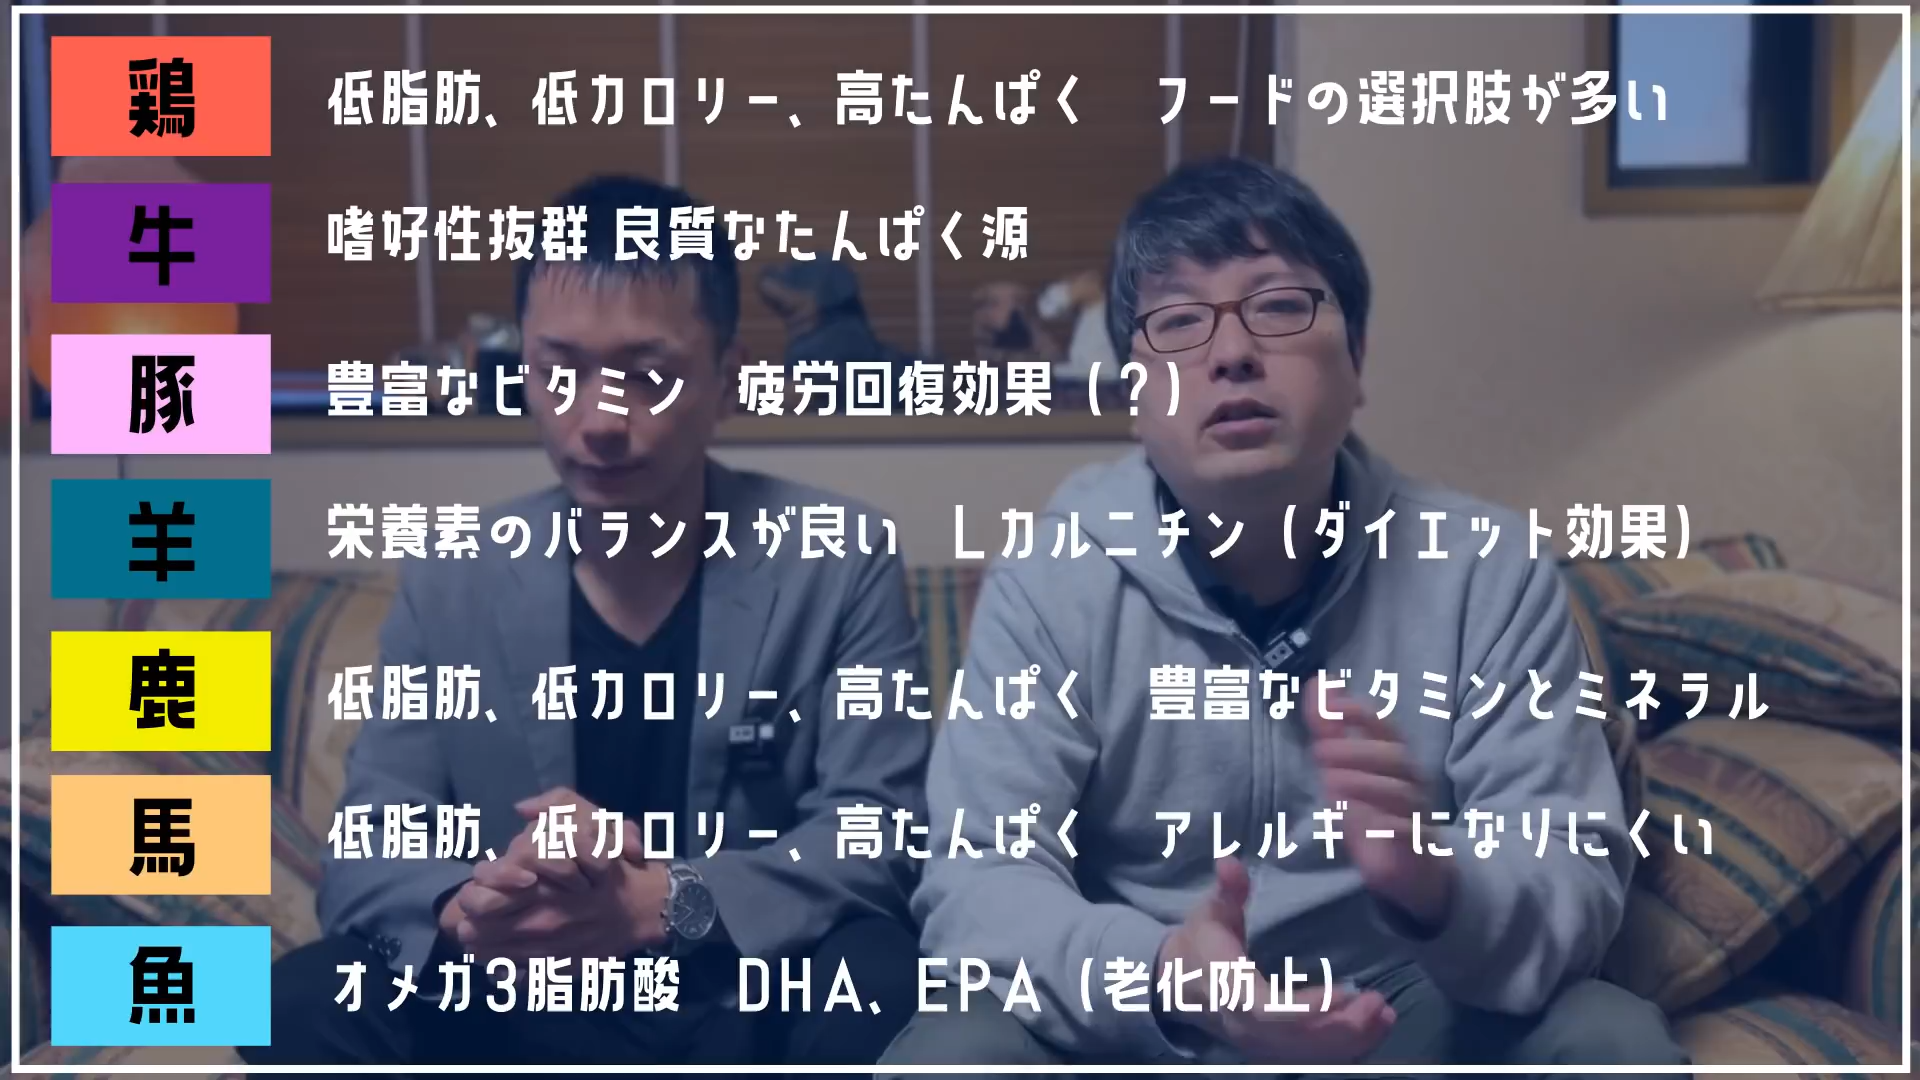 鶏 低脂肪、低カロリー、高たんぱく　フードの選択肢が多い
牛 嗜好性抜群 良質なたんぱく源
豚 豊富なビタミン　疲労回復効果（？）
羊 栄養素のバランスが良い　Lカルニチン（ダイエット効果）
鹿 低脂肪、低カロリー、高たんぱく　豊富なビタミンとミネラル
馬 低脂肪、低カロリー、高たんぱく　アレルギーになりにくい
魚 オメガ3脂肪酸　DHA、EPA（老化防止）